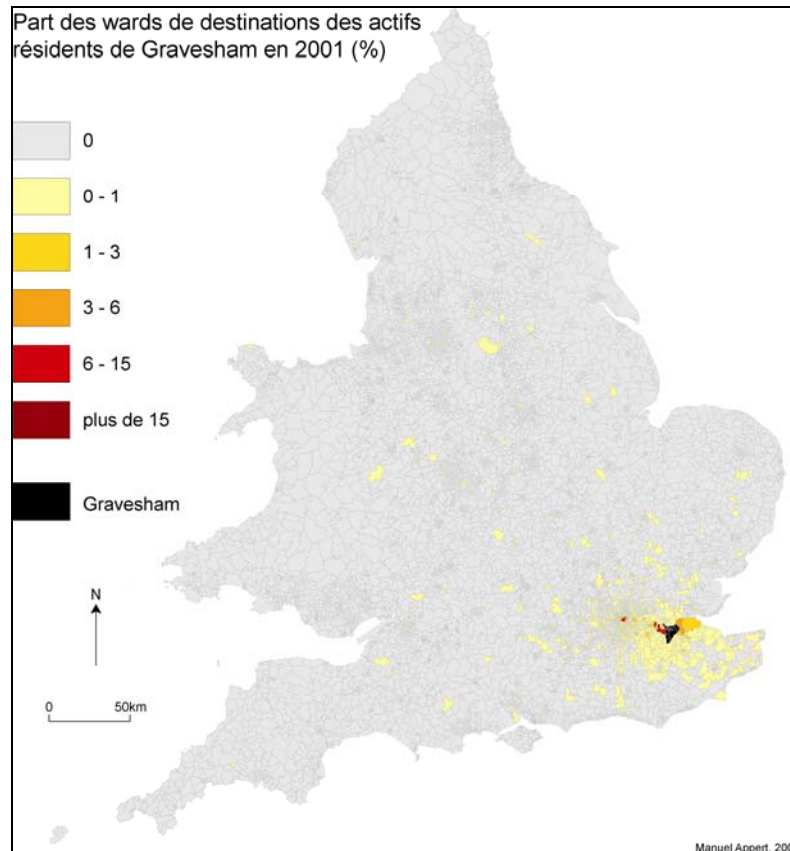 Part des wards de destinations des actifs
résidents de Gravesham en 2001 (%)
0
0 - 1
1 - 3
3 - 6
6 - 15
plus de 15
Gravesham
N
0
50km
Manuel Appert, 200